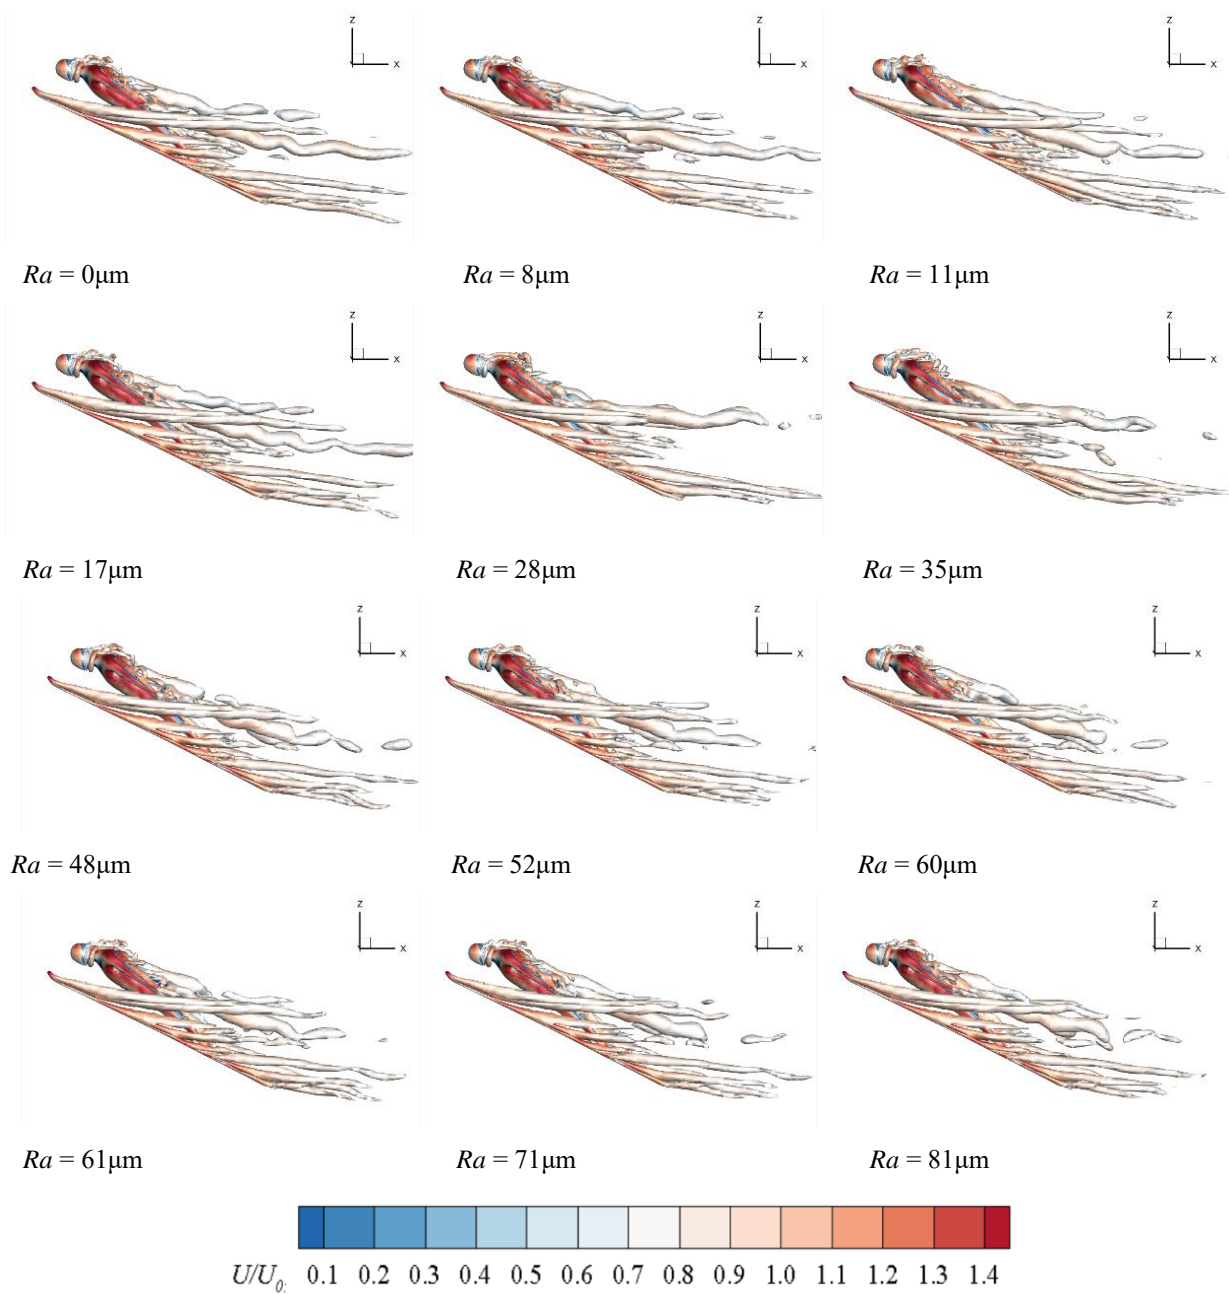 z z z
x x x
Ra = 0μm Ra = 8μm Ra = 11μm
z z z
x x x
Ra = 17μm Ra = 28μm Ra = 35μm
z z z
x x x
Ra = 48μm Ra = 52μm Ra = 60μm
z z z
x x x
Ra = 61μm Ra = 71μm Ra = 81μm
U/U₀: 0.1 0.2 0.3 0.4 0.5 0.6 0.7 0.8 0.9 1.0 1.1 1.2 1.3 1.4